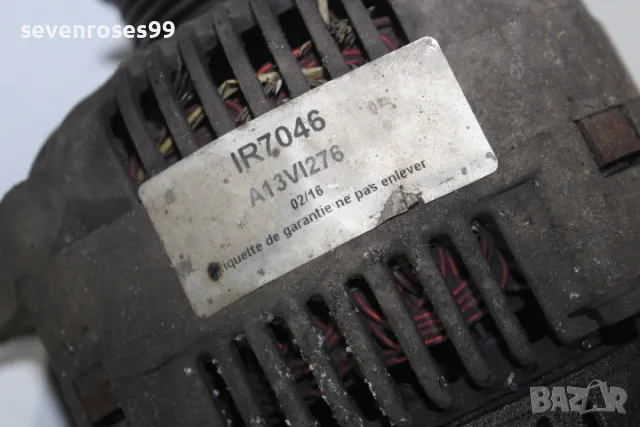 sevenroses99
IR7046
A13VI276
02/16
iquette de garantie ne pas enlever
BAZAR